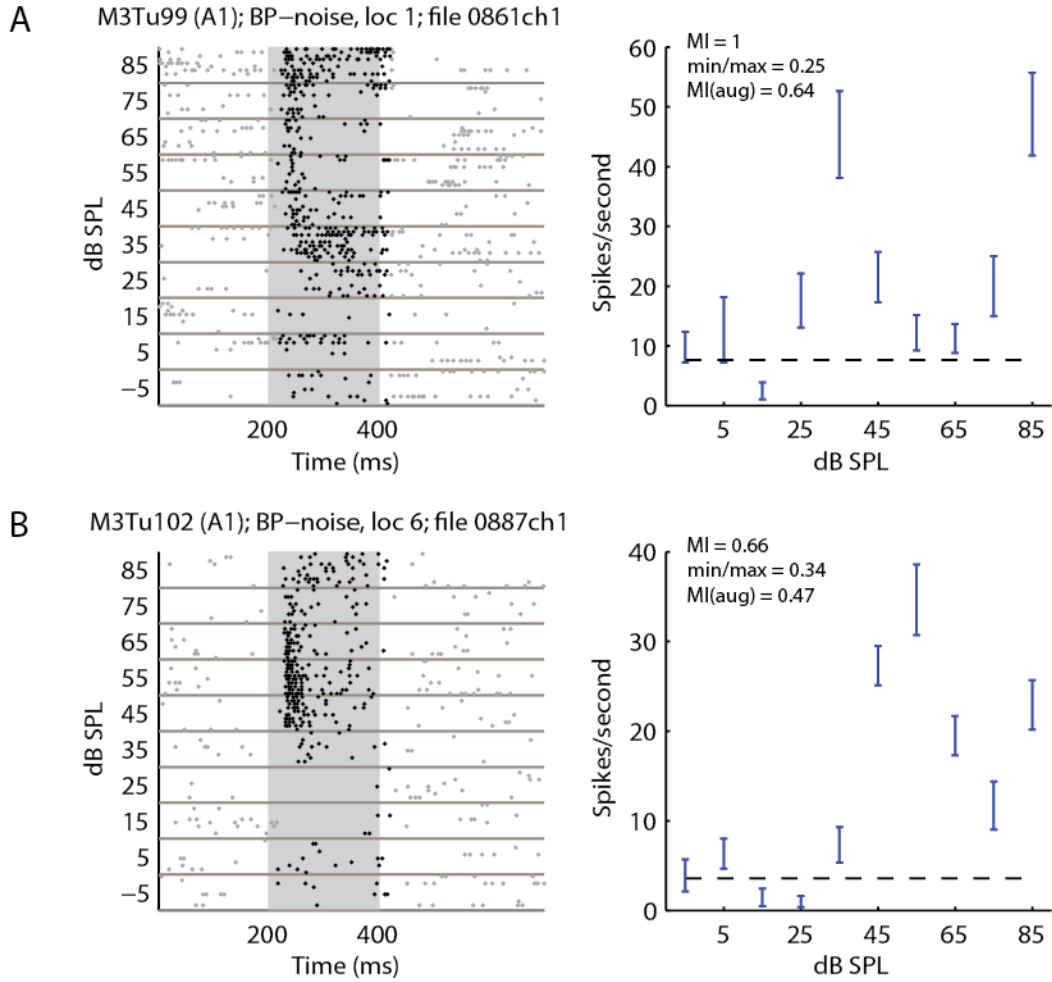 A
M3Tu99 (A1); BP−noise, loc 1; file 0861ch1
85
75
65
55
45
35
25
15
5
−5
dB SPL
200 400
Time (ms)
MI = 1
min/max = 0.25
MI(aug) = 0.64
60
50
40
30
20
10
0
Spikes/second
5 25 45 65 85
dB SPL
B
M3Tu102 (A1); BP−noise, loc 6; file 0887ch1
85
75
65
55
45
35
25
15
5
−5
dB SPL
200 400
Time (ms)
MI = 0.66
min/max = 0.34
MI(aug) = 0.47
40
30
20
10
0
Spikes/second
5 25 45 65 85
dB SPL